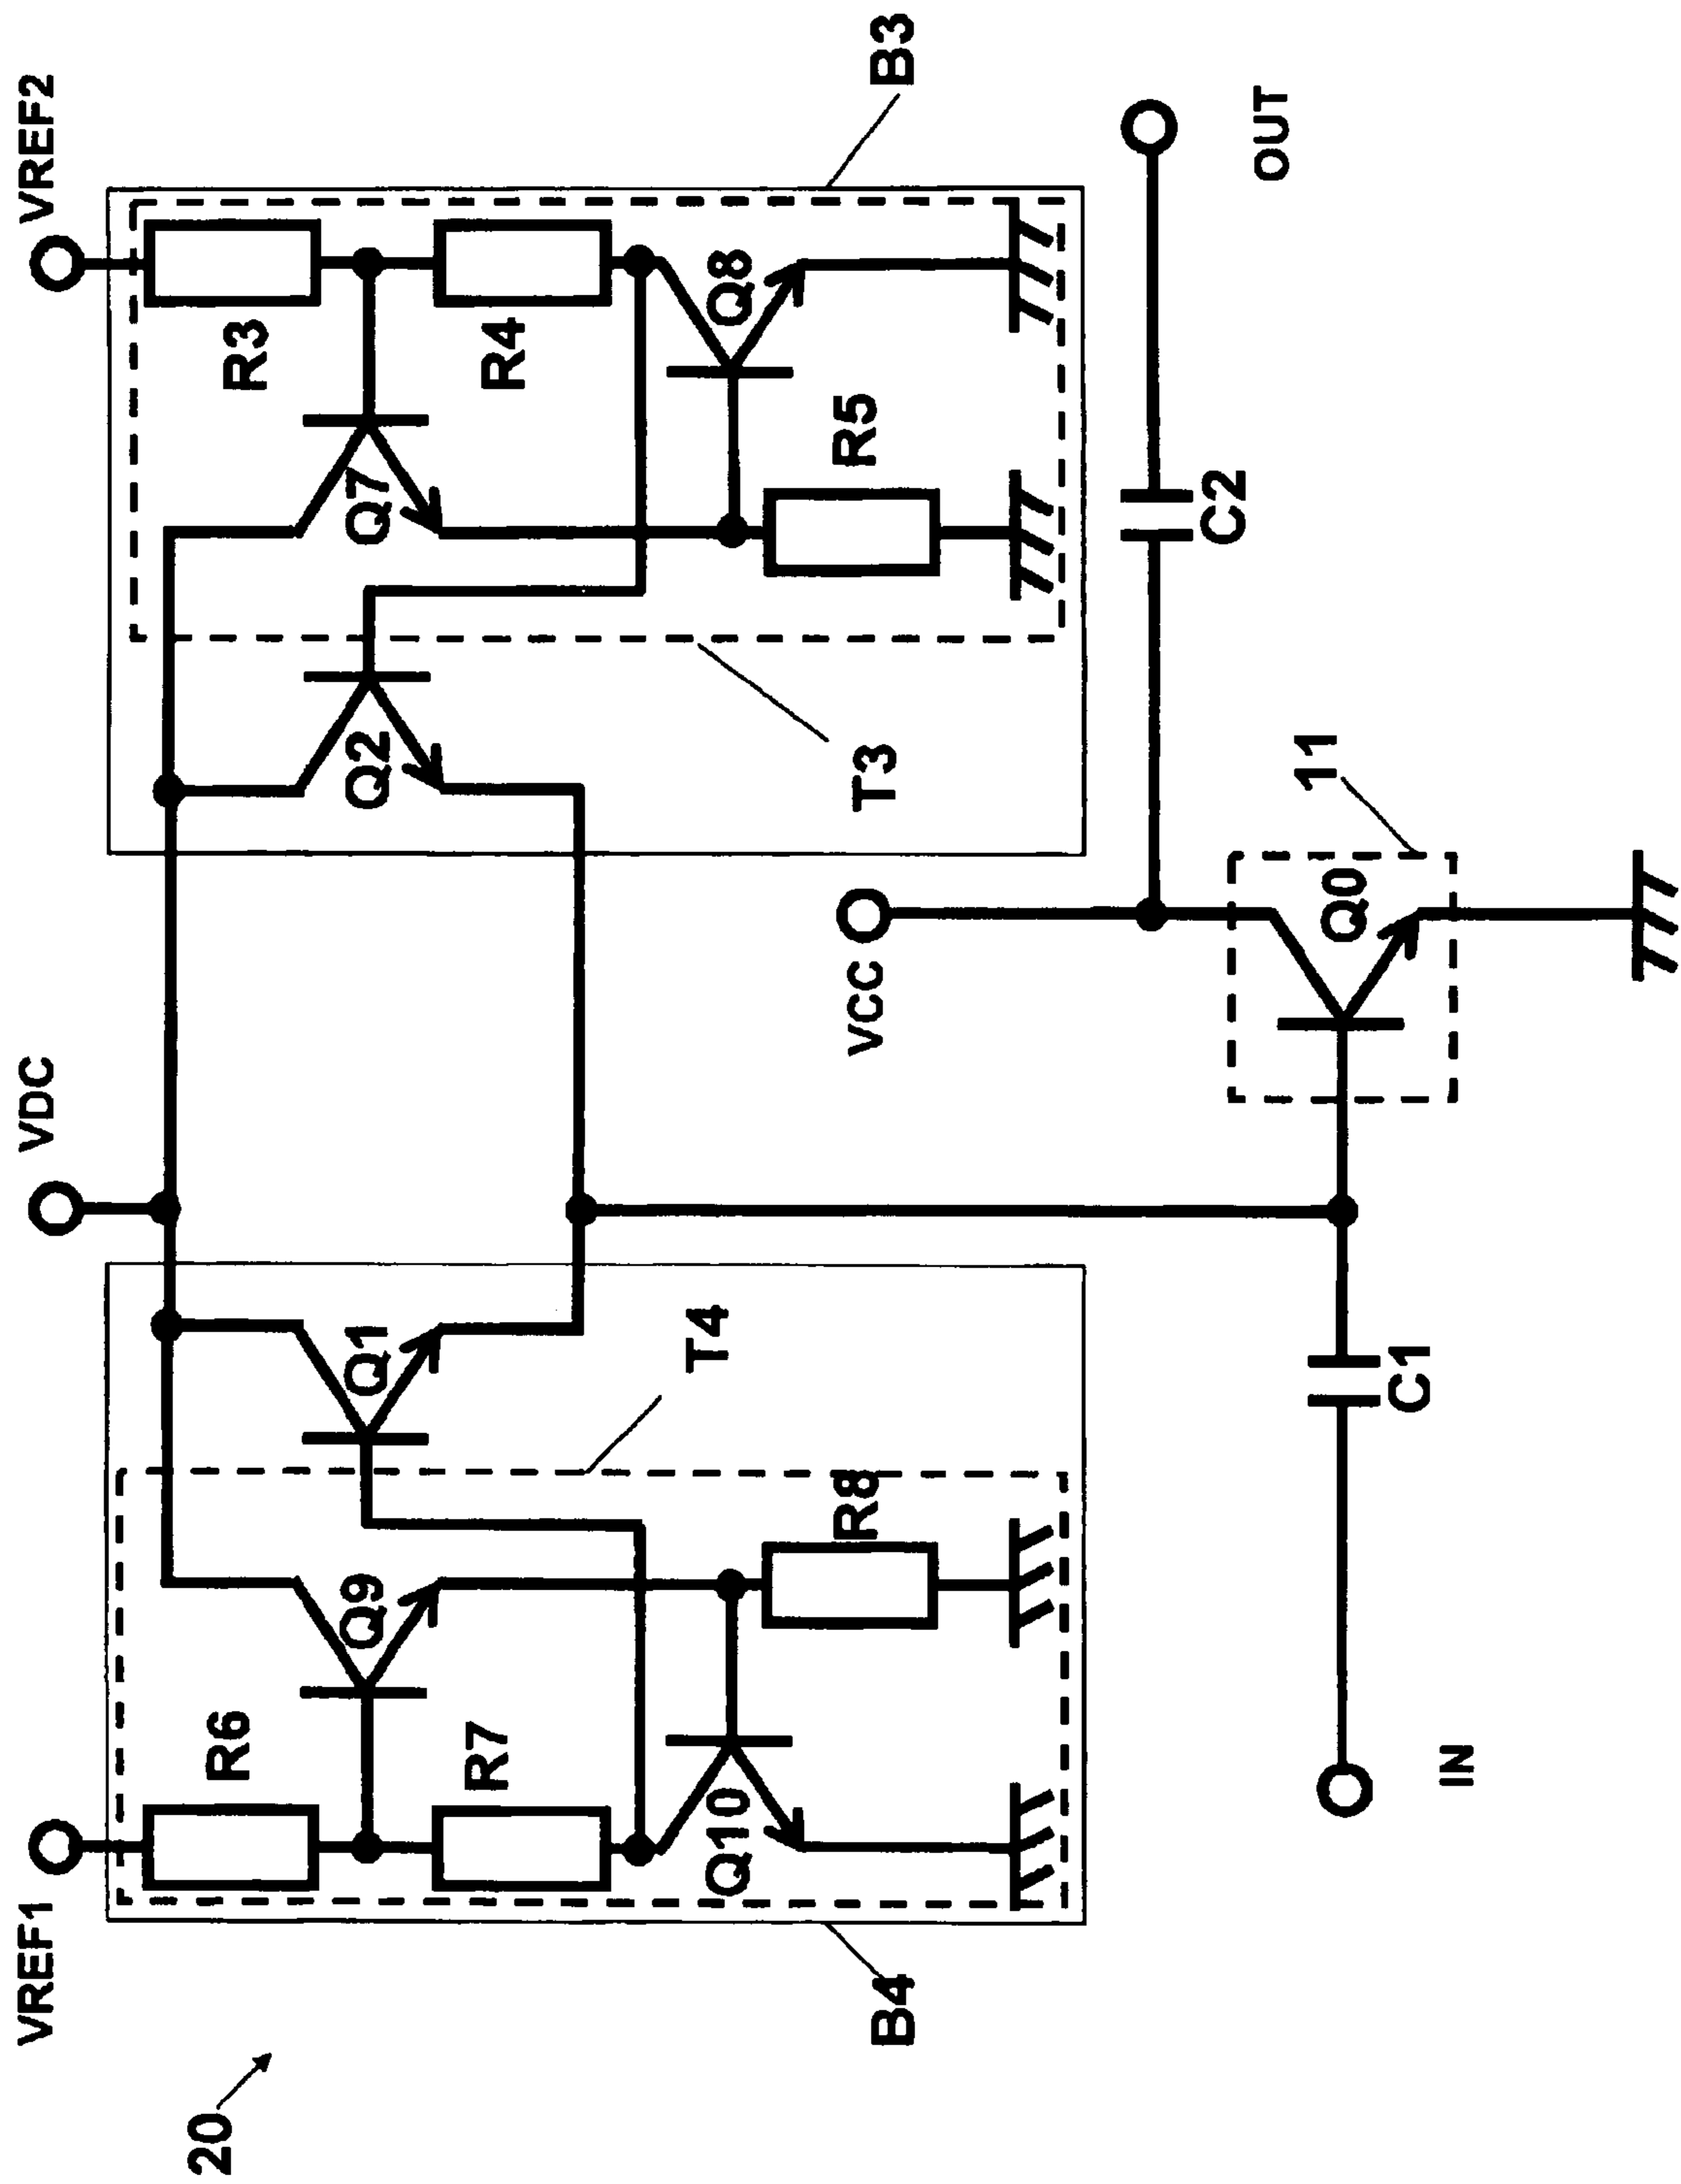 20
VREF1
VDC
VREF2
R6
R3
Q9
Q1
Q2
Q7
R7
R4
T4
Q10
Q8
R8
T3
R5
B4
B3
VCC
C2
OUT
11
Q0
C1
IN